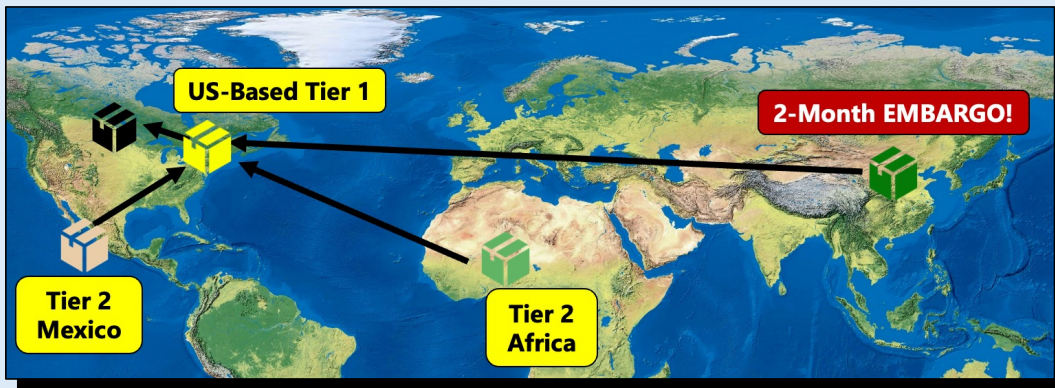 US-Based Tier 1
2-Month EMBARGO!
Tier 2
Mexico
Tier 2
Africa